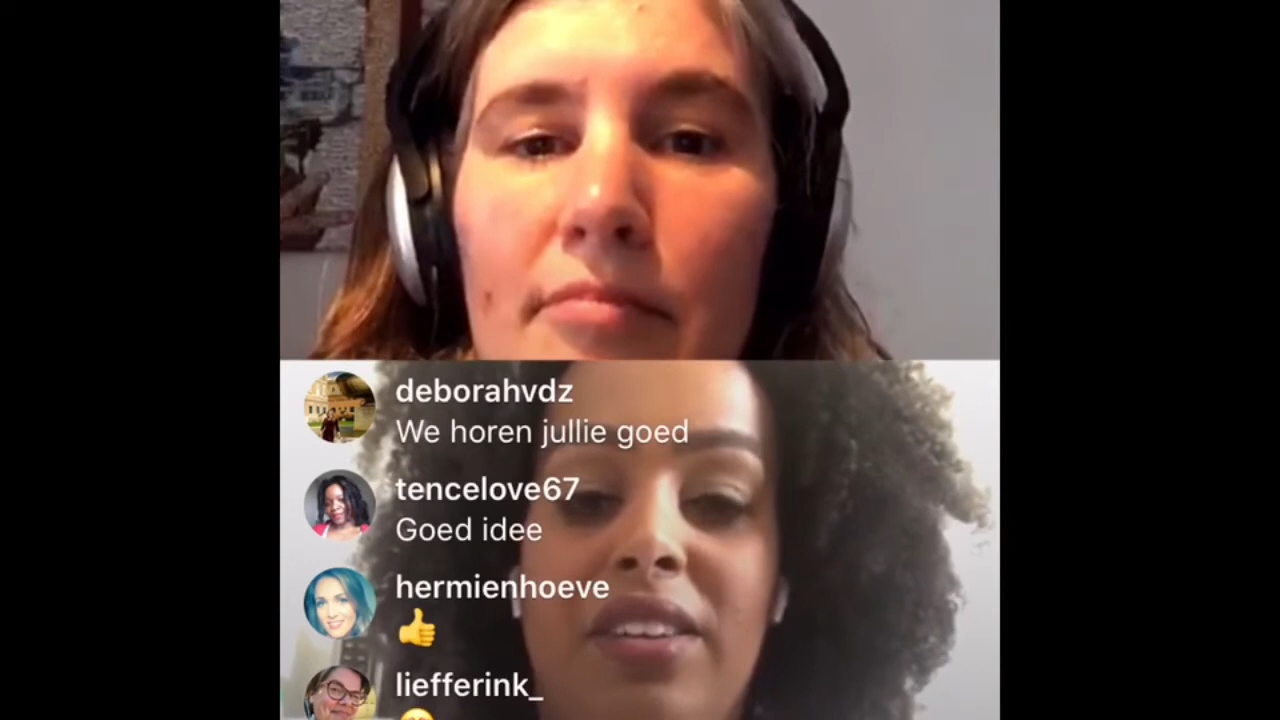 deborahvdz
We horen jullie goed
tencelove67
Goed idee
hermienhoeve
👍
liefferink_